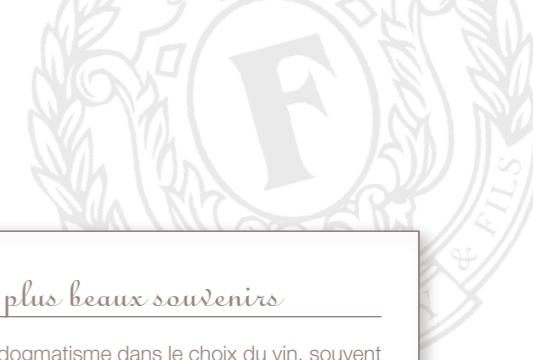 F
Y & FILS
plus beaux souvenirs
dogmatisme dans le choix du vin, souvent